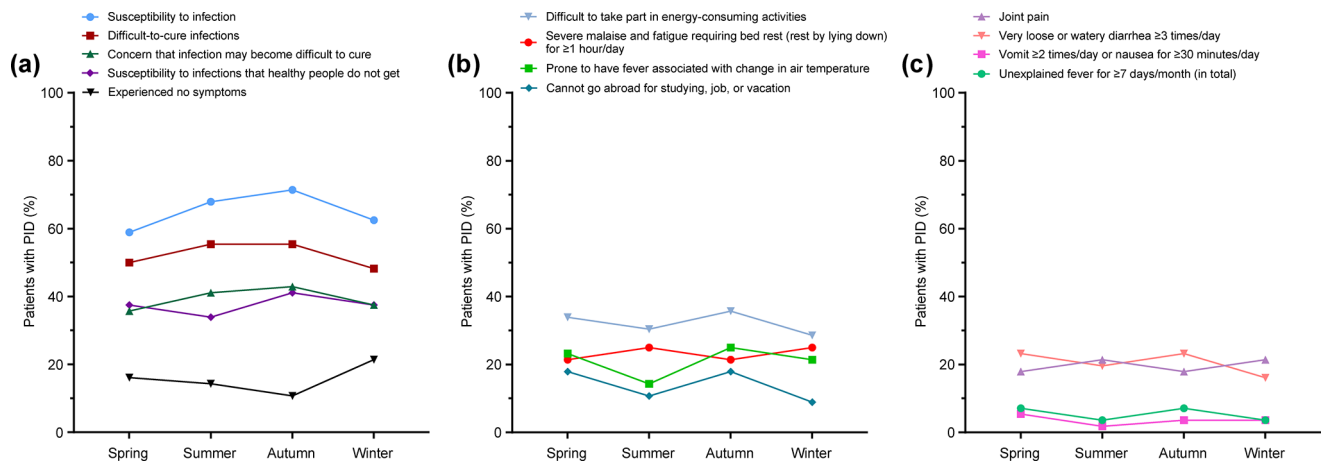 (a)
Susceptibility to infection
Difficult-to-cure infections
Concern that infection may become difficult to cure
Susceptibility to infections that healthy people do not get
Experienced no symptoms
Patients with PID (%)
100
80
60
40
20
0
Spring Summer Autumn Winter
(b)
Difficult to take part in energy-consuming activities
Severe malaise and fatigue requiring bed rest (rest by lying down)
for ≥1 hour/day
Prone to have fever associated with change in air temperature
Cannot go abroad for studying, job, or vacation
Patients with PID (%)
100
80
60
40
20
0
Spring Summer Autumn Winter
(c)
Joint pain
Very loose or watery diarrhea ≥3 times/day
Vomit ≥2 times/day or nausea for ≥30 minutes/day
Unexplained fever for ≥7 days/month (in total)
Patients with PID (%)
100
80
60
40
20
0
Spring Summer Autumn Winter